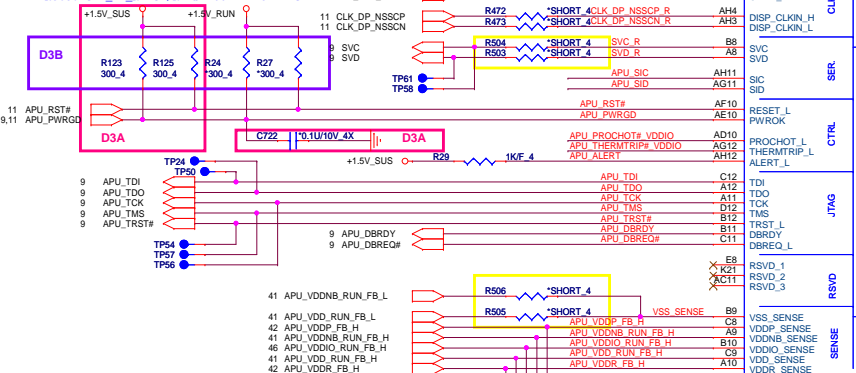 +1.5V_SUS +1.5V_RUN
11 CLK_DP_NSSCP R472 *SHORT_4 CLK_DP_NSSCP_R AH4 DISP_CLKIN_H
11 CLK_DP_NSSCN R473 *SHORT_4 CLK_DP_NSSCN_R AH3 DISP_CLKIN_L
D3B
9 SVC R504 *SHORT_4 SVC_R B8 SVC
9 SVD R503 *SHORT_4 SVD_R A8 SVD
SER.
R123 R125 R24 R27
300_4 300_4 *300_4 *300_4
TP61 APU_SIC AH11 SIC
TP58 APU_SID AG11 SID
11 APU_RST# APU_RST# AF10 RESET_L
9,11 APU_PWRGD APU_PWRGD AE10 PWROK
CTRL
D3A C722 *0.1U/10V_4X D3A
APU_PROCHOT#_VDDIO AD10 PROCHOT_L
APU_THERMTRIP#_VDDIO AG12 THERMTRIP_L
+1.5V_SUS R29 1K/F_4 APU_ALERT AH12 ALERT_L
TP24
TP50
9 APU_TDI APU_TDI C12 TDI
9 APU_TDO APU_TDO A12 TDO
9 APU_TCK APU_TCK A11 TCK
9 APU_TMS APU_TMS D12 TMS
9 APU_TRST# APU_TRST# B12 TRST_L
JTAG
9 APU_DBRDY APU_DBRDY B11 DBRDY
9 APU_DBREQ# APU_DBREQ# C11 DBREQ_L
TP54
TP57
TP56
E8 RSVD_1
K21 RSVD_2
AC11 RSVD_3
RSVD
41 APU_VDDNB_RUN_FB_L R506 *SHORT_4
41 APU_VDD_RUN_FB_L R505 *SHORT_4 VSS_SENSE B9 VSS_SENSE
42 APU_VDDP_FB_H APU_VDDP_FB_H C8 VDDP_SENSE
41 APU_VDDNB_RUN_FB_H APU_VDDNB_RUN_FB_H A9 VDDNB_SENSE
46 APU_VDDIO_RUN_FB_H APU_VDDIO_RUN_FB_H B10 VDDIO_SENSE
41 APU_VDD_RUN_FB_H APU_VDD_RUN_FB_H C9 VDD_SENSE
42 APU_VDDR_FB_H APU_VDDR_FB_H A10 VDDR_SENSE
SENSE